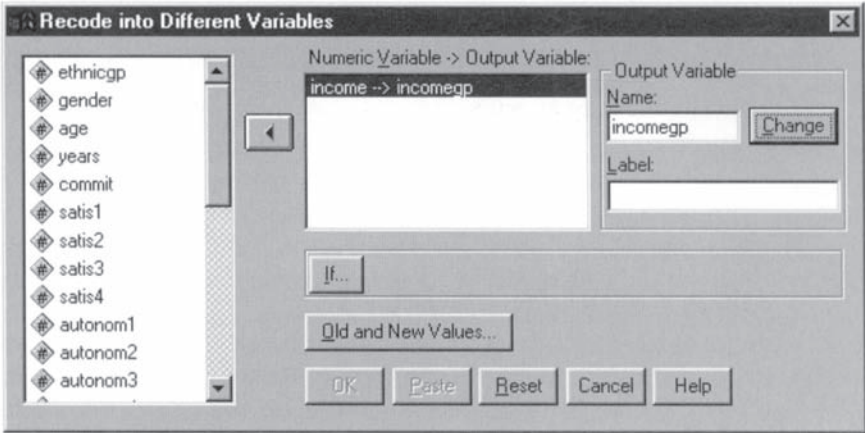 Recode into Different Variables
ethnicgp
gender
age
years
commit
satis1
satis2
satis3
satis4
autonom1
autonom2
autonom3
Numeric Variable -> Output Variable:
income --> incomegp
Output Variable
Name:
incomegp
Change
Label:
If...
Old and New Values...
OK
Paste
Reset
Cancel
Help